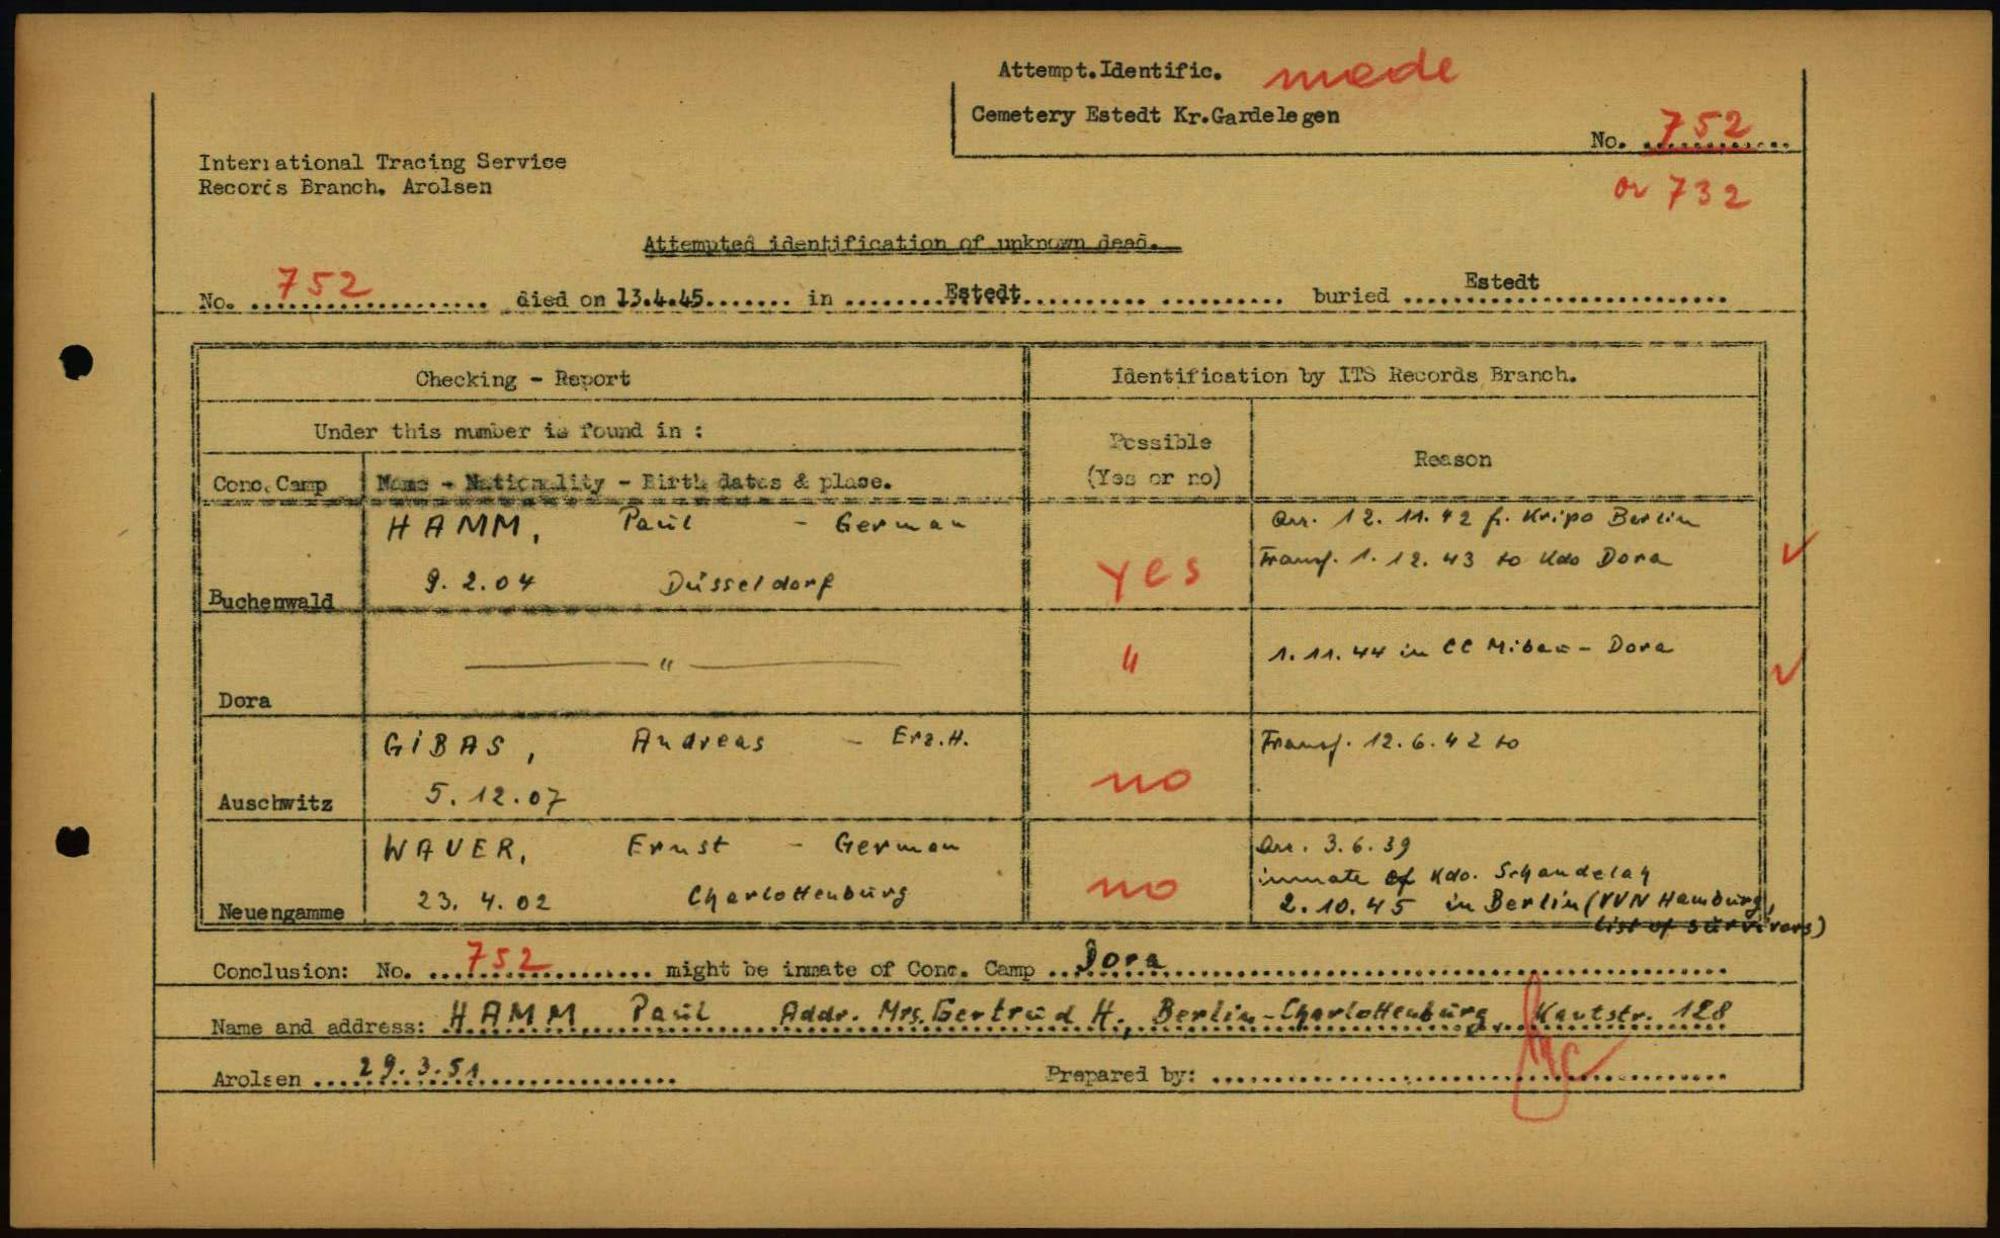 Attempt.Identific. made
Cemetery Estedt Kr.Gardelegen
No. 752
or 732
International Tracing Service
Records Branch. Arolsen
Attempted identification of unknown dead.
No. 752 died on 13.4.45....... in ........Estedt.......... buried Estedt
Checking - Report
Identification by ITS Records Branch.
Under this number is found in :
Possible
(Yes or no)
Reason
Conc. Camp Name - Nationality - Birth dates & place.
HAMM, Paul - German
9.2.04 Düsseldorf
Buchenwald
yes
Arr. 12.11.42 fr. Kripo Berlin
Transf. 1.12.43 to Kdo Dora
Dora
"
"
1.11.44 in CC Mibau - Dora
GIBAS, Andreas - Erz.H.
5.12.07
Auschwitz
no
Transf. 12.6.42 to
WAUER, Ernst - German
23.4.02 Charlottenburg
Neuengamme
no
Arr. 3.6.39
inmate of Kdo. Schandelah
2.10.45 in Berlin (VVN Hamburg,
list of survivors)
Conclusion: No. 752 might be inmate of Conc. Camp Dora
Name and address: HAMM Paul Addr. Mrs. Gertrud H., Berlin-Charlottenburg, Kantstr. 128
Arolsen 29.3.51
Prepared by: